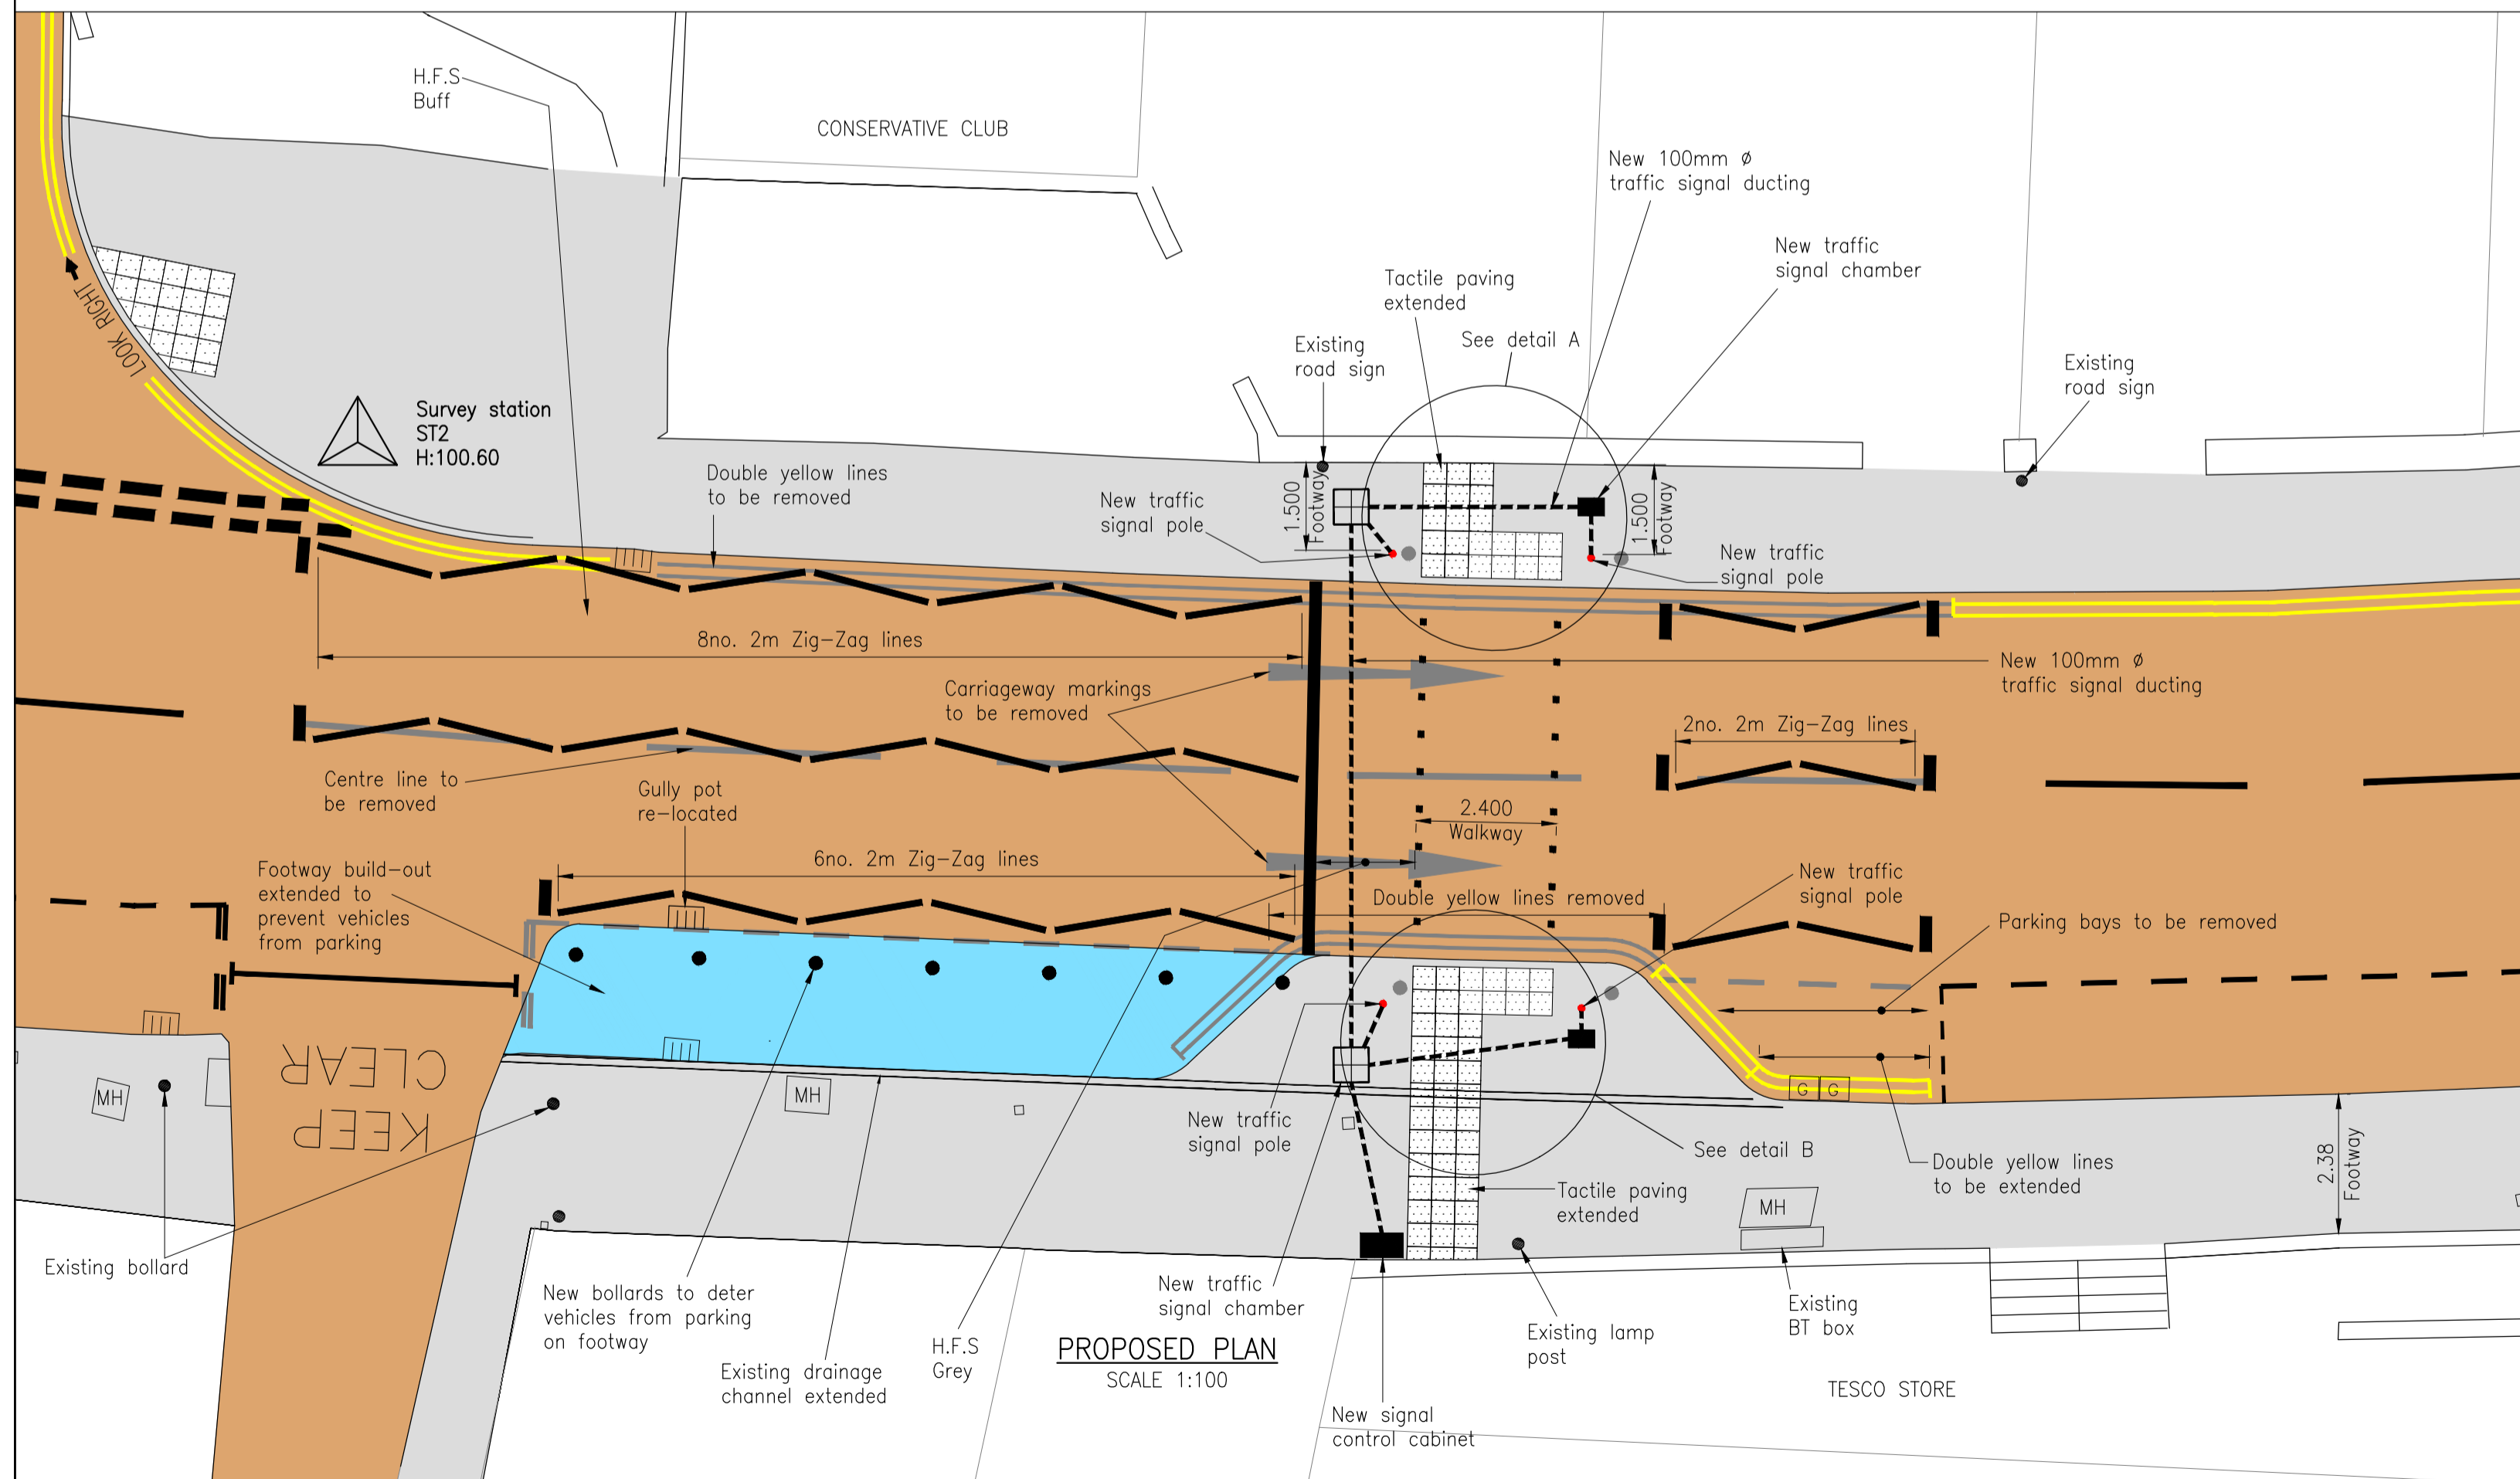 H.F.S
Buff
CONSERVATIVE CLUB
New 100mm ø
traffic signal ducting
New traffic
signal chamber
Tactile paving
extended
See detail A
Existing
road sign
Existing
road sign
LOOK RIGHT
Survey station
ST2
H:100.60
Double yellow lines
to be removed
New traffic
signal pole
1.500
Footway
1.500
Footway
New traffic
signal pole
8no. 2m Zig-Zag lines
New 100mm ø
traffic signal ducting
Carriageway markings
to be removed
2no. 2m Zig-Zag lines
Centre line to
be removed
Gully pot
re-located
2.400
Walkway
6no. 2m Zig-Zag lines
Footway build-out
extended to
prevent vehicles
from parking
New traffic
signal pole
Double yellow lines removed
Parking bays to be removed
KEEP
CLEAR
MH
MH
G
G
New traffic
signal pole
See detail B
Double yellow lines
to be extended
2.38
Footway
Tactile paving
extended
MH
Existing bollard
New bollards to deter
vehicles from parking
on footway
New traffic
signal chamber
Existing
BT box
Existing lamp
post
H.F.S
Grey
Existing drainage
channel extended
PROPOSED PLAN
SCALE 1:100
TESCO STORE
New signal
control cabinet